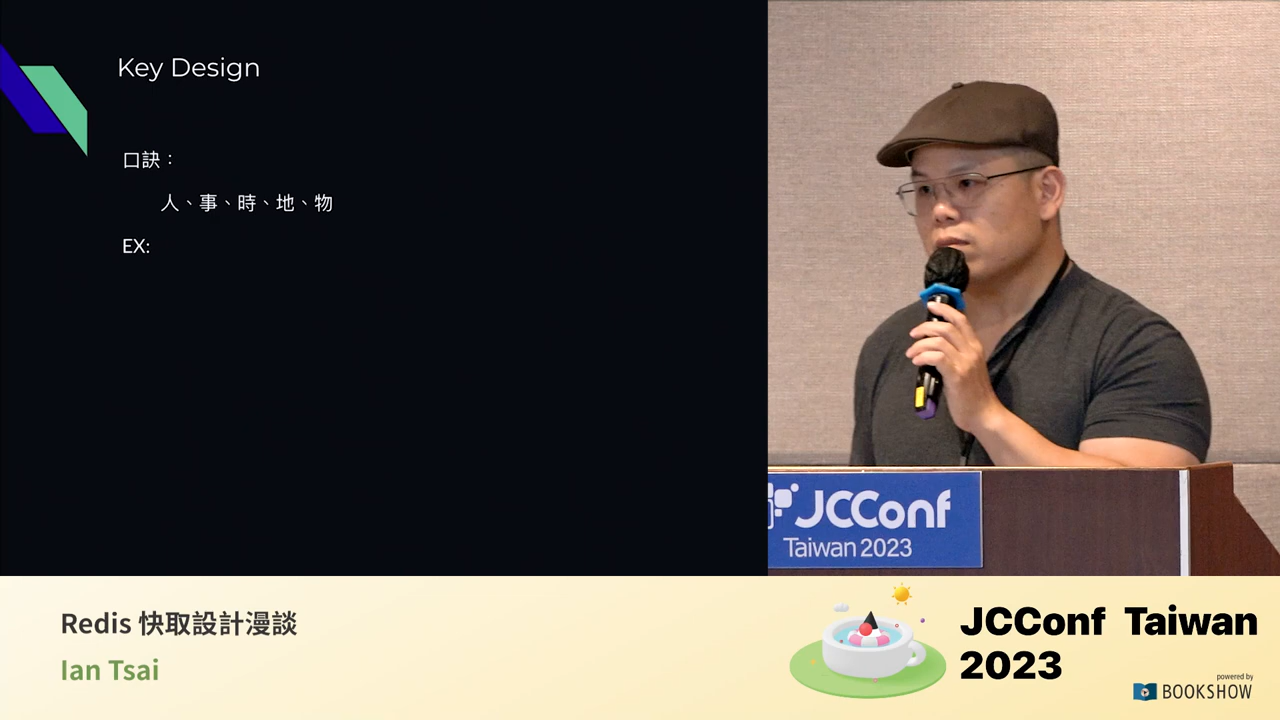 Key Design
口訣：
人、事、時、地、物
EX:
JCConf
Taiwan 2023
Redis 快取設計漫談
Ian Tsai
JCConf Taiwan
2023
powered by
BOOKSHOW